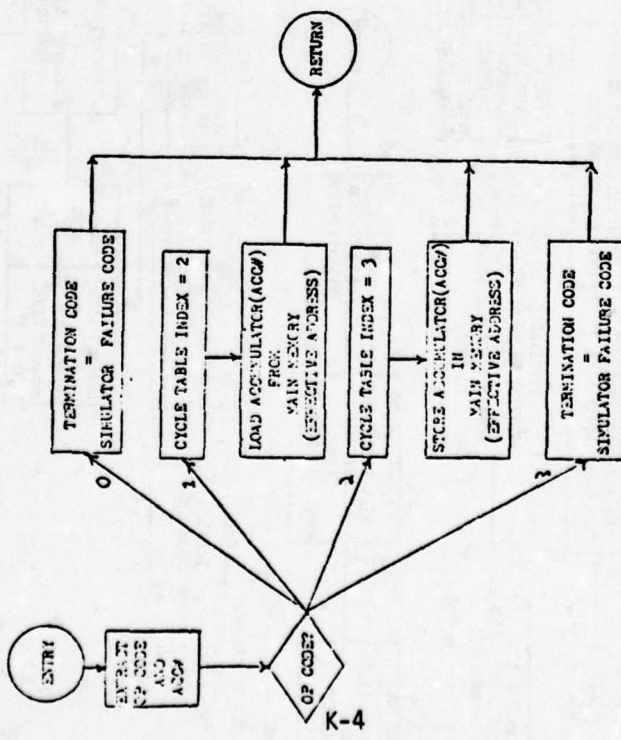 ENTRY
EXTRACT
OP CODE
AND
ACC#
OP CODE?
0
TERMINATION CODE
=
SIMULATOR FAILURE CODE
1
CYCLE TABLE INDEX = 2
LOAD ACCUMULATOR(ACC#)
FROM
MAIN MEMORY
(EFFECTIVE ADDRESS)
2
CYCLE TABLE INDEX = 3
STORE ACCUMULATOR(ACC#)
IN
MAIN MEMORY
(EFFECTIVE ADDRESS)
3
TERMINATION CODE
=
SIMULATOR FAILURE CODE
RETURN
K-4